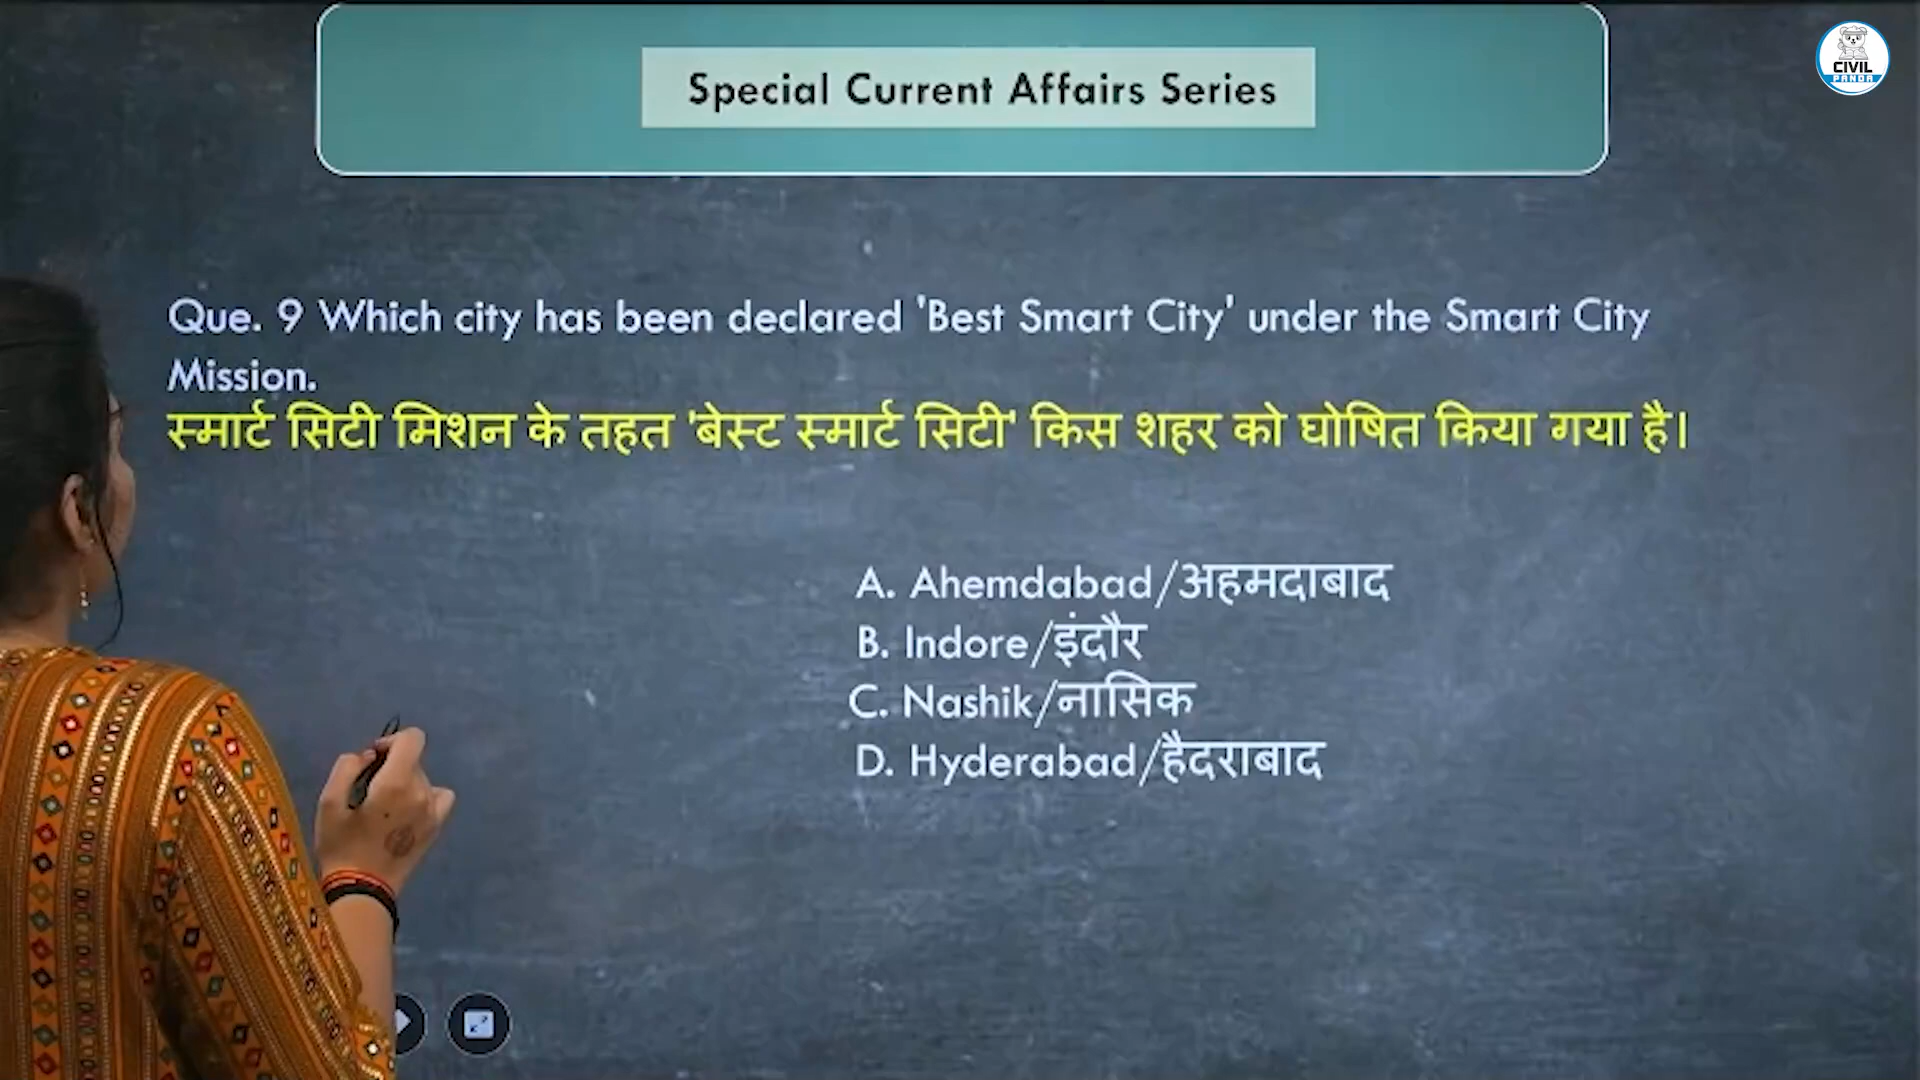 CIVIL
PANDA
Special Current Affairs Series
Que. 9 Which city has been declared 'Best Smart City' under the Smart City
Mission.
स्मार्ट सिटी मिशन के तहत 'बेस्ट स्मार्ट सिटी' किस शहर को घोषित किया गया है।
A. Ahemdabad/अहमदाबाद
B. Indore/इंदौर
C. Nashik/नासिक
D. Hyderabad/हैदराबाद